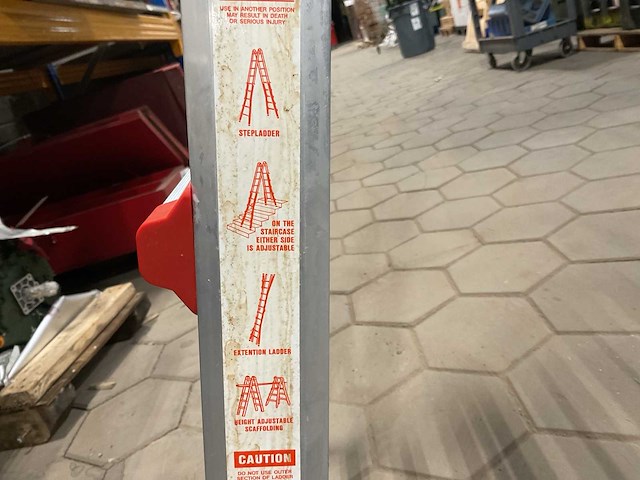 USE IN ANOTHER POSITION
MAY RESULT IN DEATH
OR SERIOUS INJURY
STEPLADDER
ON THE
STAIRCASE
EITHER SIDE
IS ADJUSTABLE
EXTENTION LADDER
HEIGHT ADJUSTABLE
SCAFFOLDING
CAUTION
DO NOT USE OUTER
SECTION OF LADDER